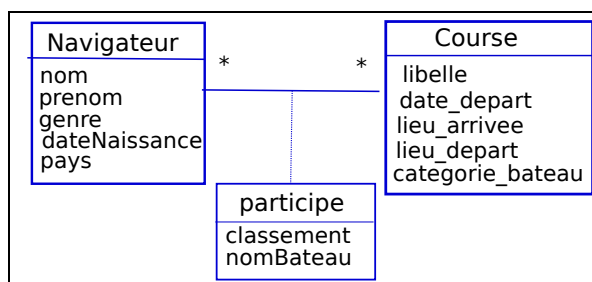 Navigateur
nom
prenom
genre
dateNaissance
pays
*
*
Course
libelle
date_depart
lieu_arrivee
lieu_depart
categorie_bateau
participe
classement
nomBateau